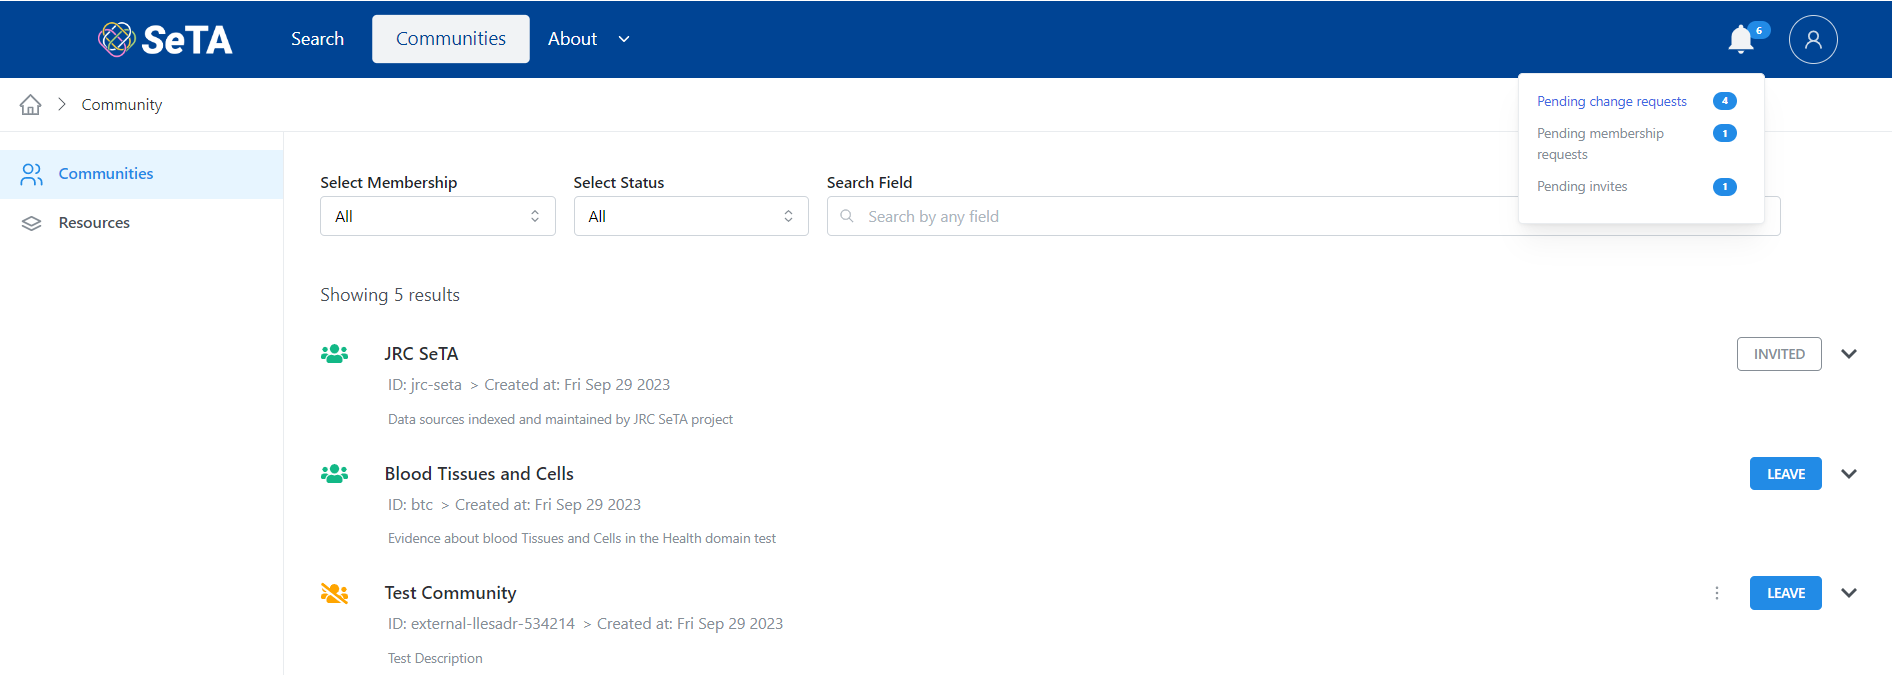 SeTA
Search
Communities
About
6
Community
Pending change requests
4
Pending membership
requests
1
Pending invites
1
Communities
Resources
Select Membership
All
Select Status
All
Search Field
Search by any field
Showing 5 results
JRC SeTA
INVITED
ID: jrc-seta > Created at: Fri Sep 29 2023
Data sources indexed and maintained by JRC SeTA project
Blood Tissues and Cells
LEAVE
ID: btc > Created at: Fri Sep 29 2023
Evidence about blood Tissues and Cells in the Health domain test
Test Community
LEAVE
ID: external-llesadr-534214 > Created at: Fri Sep 29 2023
Test Description